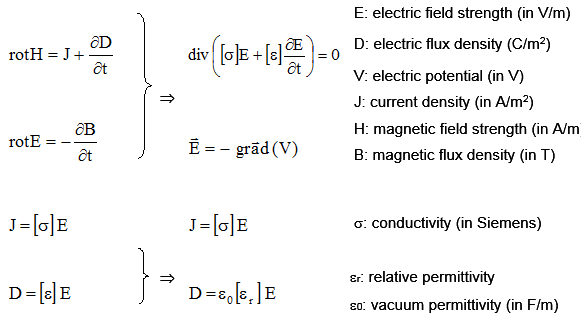 rotH = J + ∂D/∂t
rotE = −∂B/∂t
⇒
div([σ]E + [ε]∂E/∂t) = 0
E⃗ = − grad⃗ (V)
J = [σ] E
D = [ε] E
⇒
J = [σ] E
D = ε₀[εᵣ] E
E: electric field strength (in V/m)
D: electric flux density (C/m²)
V: electric potential (in V)
J: current density (in A/m²)
H: magnetic field strength (in A/m
B: magnetic flux density (in T)
σ: conductivity (in Siemens)
εr: relative permittivity
ε0: vacuum permittivity (in F/m)